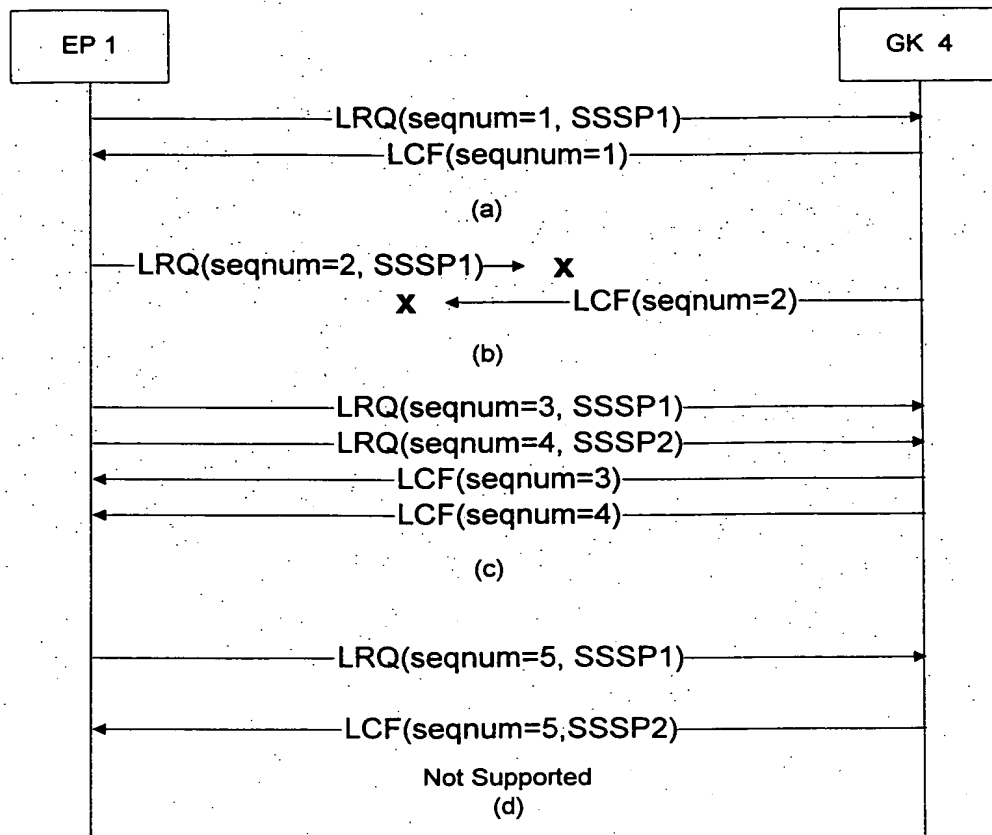 EP 1
GK 4
LRQ(seqnum=1, SSSP1)
LCF(sequnum=1)
(a)
LRQ(seqnum=2, SSSP1) X
X LCF(seqnum=2)
(b)
LRQ(seqnum=3, SSSP1)
LRQ(seqnum=4, SSSP2)
LCF(seqnum=3)
LCF(seqnum=4)
(c)
LRQ(seqnum=5, SSSP1)
LCF(seqnum=5,SSSP2)
Not Supported
(d)